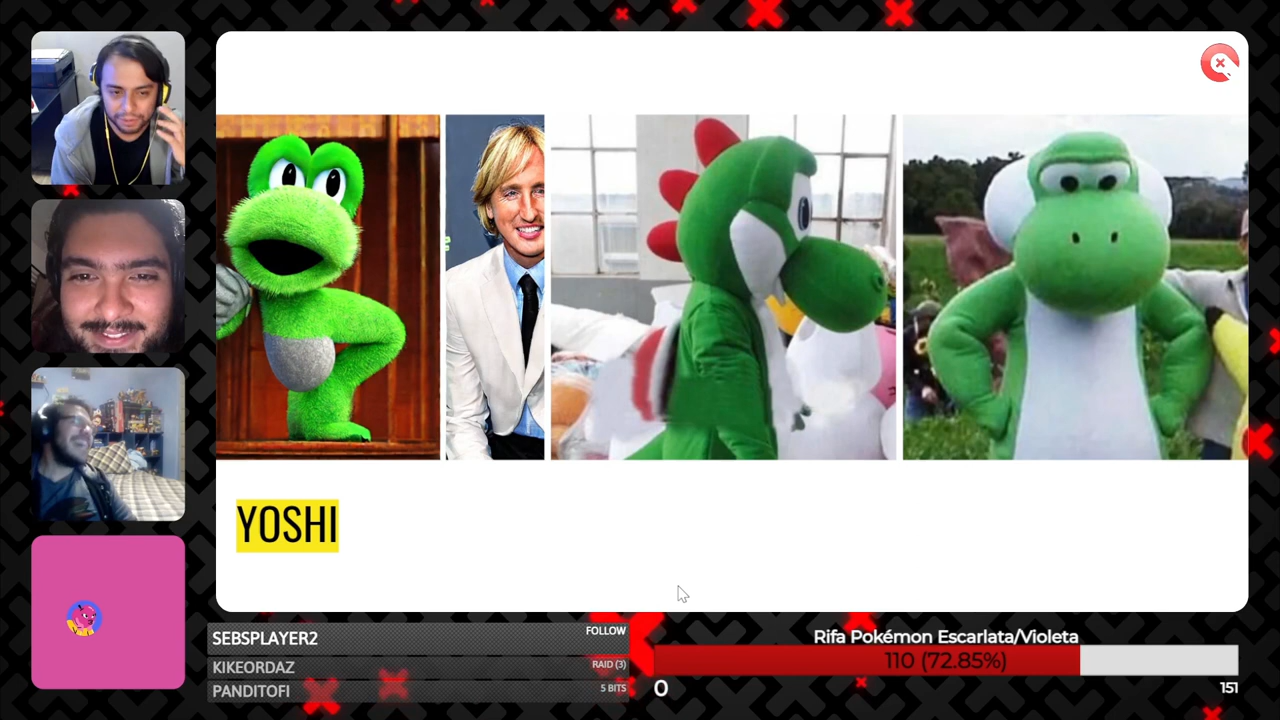 YOSHI
SEBSPLAYER2
FOLLOW
KIKEORDAZ
RAID (3)
PANDITOFI
5 BITS
Rifa Pokémon Escarlata/Violeta
110 (72.85%)
0
151